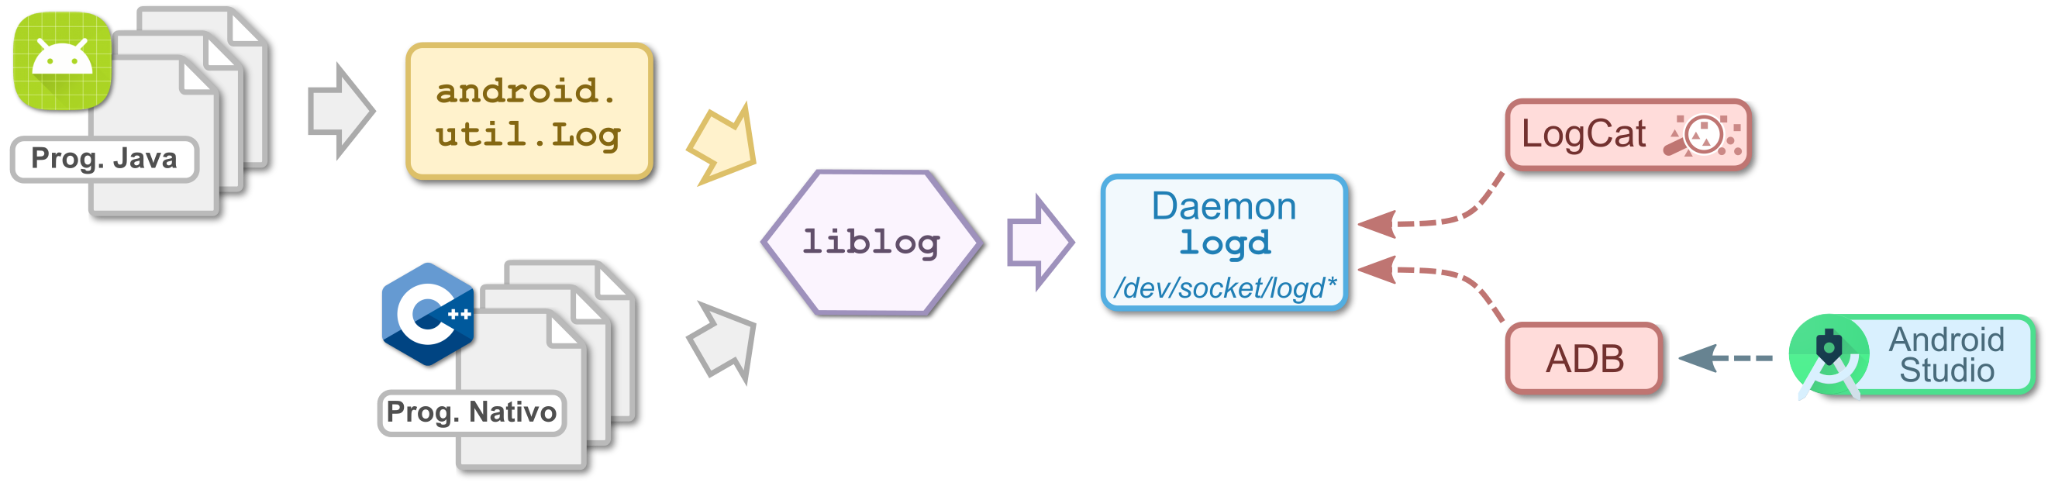 Prog. Java
android.
util.Log
C++
Prog. Nativo
liblog
Daemon
logd
/dev/socket/logd*
LogCat
ADB
Android
Studio